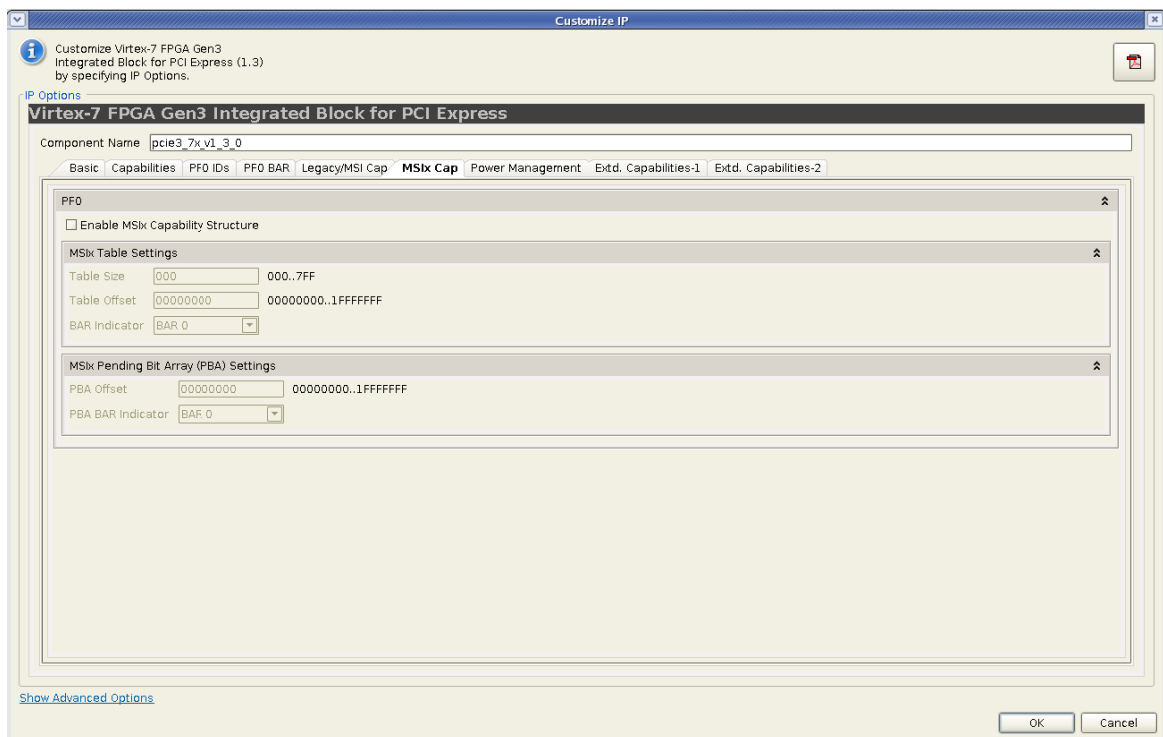 Customize IP
Customize Virtex-7 FPGA Gen3
Integrated Block for PCI Express (1.3)
by specifying IP Options.
IP Options
Virtex-7 FPGA Gen3 Integrated Block for PCI Express
Component Name pcie3_7x_v1_3_0
Basic Capabilities PF0 IDs PF0 BAR Legacy/MSI Cap MSIx Cap Power Management Extd. Capabilities-1 Extd. Capabilities-2
PF0
Enable MSIx Capability Structure
MSIx Table Settings
Table Size 000 000..7FF
Table Offset 00000000 00000000..1FFFFFFF
BAR Indicator BAR 0
MSIx Pending Bit Array (PBA) Settings
PBA Offset 00000000 00000000..1FFFFFFF
PBA BAR Indicator BAR 0
Show Advanced Options
OK Cancel